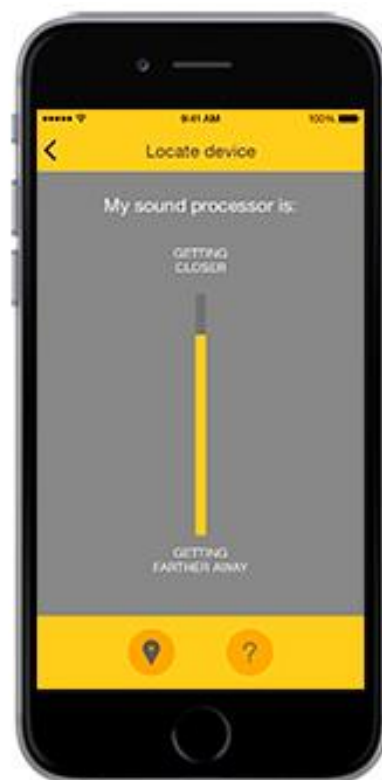 9:41 AM 100%
Locate device
My sound processor is:
GETTING
CLOSER
GETTING
FARTHER AWAY
?